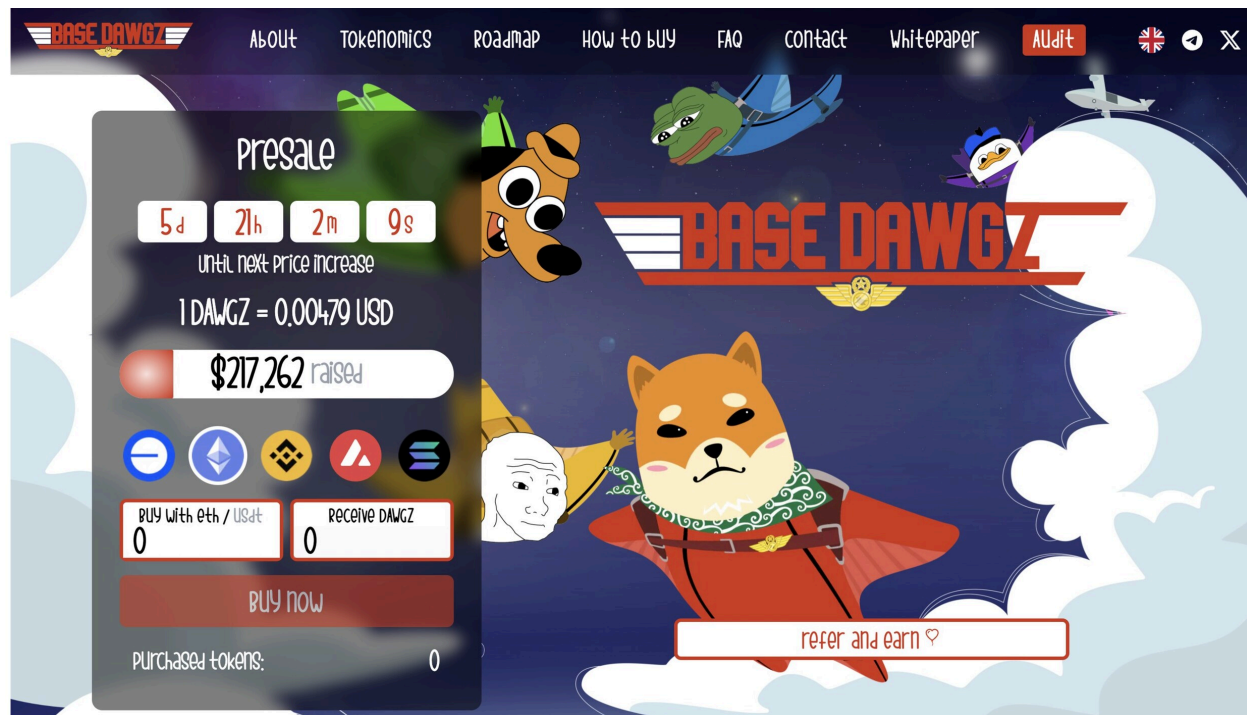 BASE DAWGZ
About
Tokenomics
Roadmap
How to buy
FAQ
Contact
Whitepaper
Audit
X
Presale
5d 21h 2m 9s
Until next price increase
1 DAWGZ = 0.00479 USD
$217,262 raised
Buy with eth / usdt
0
Receive DAWGZ
0
Buy now
Purchased tokens: 0
BASE DAWGZ
refer and earn ♡